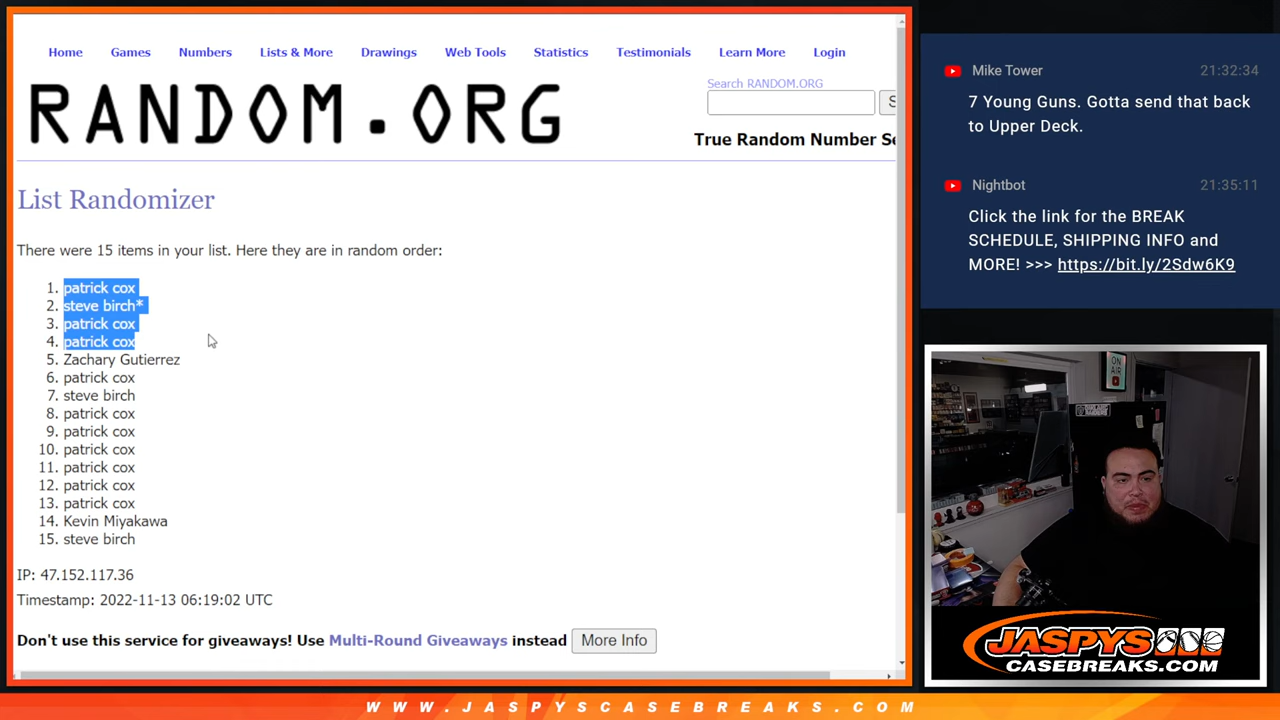 Home Games Numbers Lists & More Drawings Web Tools Statistics Testimonials Learn More Login
RANDOM.ORG
Search RANDOM.ORG
True Random Number Se
List Randomizer
There were 15 items in your list. Here they are in random order:
1. patrick cox
2. steve birch*
3. patrick cox
4. patrick cox
5. Zachary Gutierrez
6. patrick cox
7. steve birch
8. patrick cox
9. patrick cox
10. patrick cox
11. patrick cox
12. patrick cox
13. patrick cox
14. Kevin Miyakawa
15. steve birch
IP: 47.152.117.36
Timestamp: 2022-11-13 06:19:02 UTC
Don't use this service for giveaways! Use Multi-Round Giveaways instead More Info
Mike Tower 21:32:34
7 Young Guns. Gotta send that back
to Upper Deck.
Nightbot 21:35:11
Click the link for the BREAK
SCHEDULE, SHIPPING INFO and
MORE! >>> https://bit.ly/2Sdw6K9
ON
AIR
JASPYS
CASEBREAKS.COM
WWW.JASPYSCASEBREAKS.COM